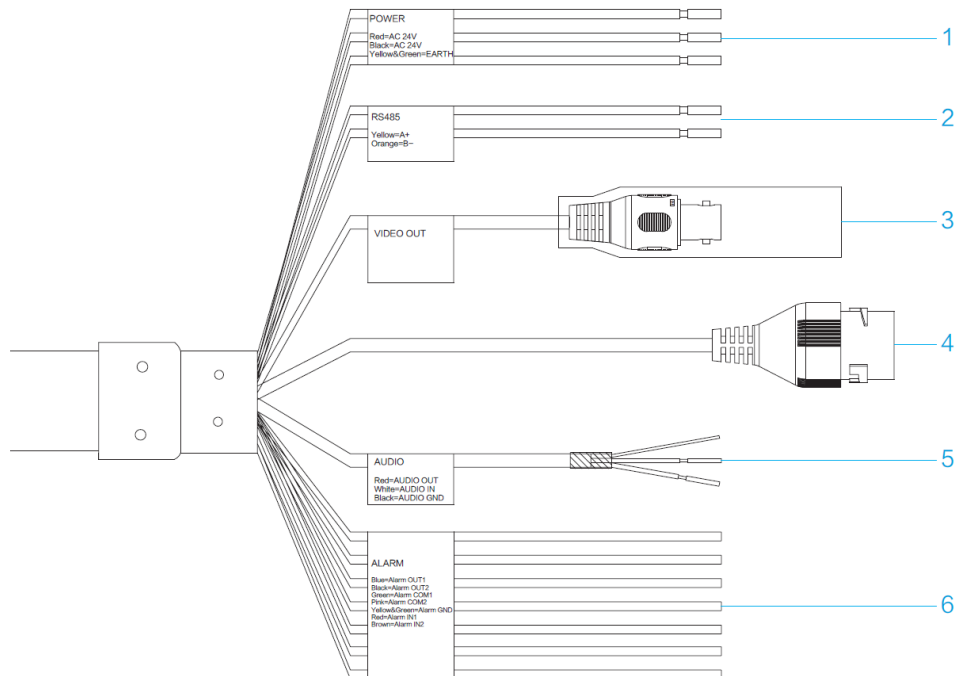 POWER
Red=AC 24V
Black=AC 24V
Yellow&Green=EARTH
1
RS485
Yellow=A+
Orange=B-
2
VIDEO OUT
3
4
AUDIO
Red=AUDIO OUT
White=AUDIO IN
Black=AUDIO GND
5
ALARM
Blue=Alarm OUT1
Black=Alarm OUT2
Green=Alarm COM1
Pink=Alarm COM2
Yellow&Green=Alarm GND
Red=Alarm IN1
Brown=Alarm IN2
6